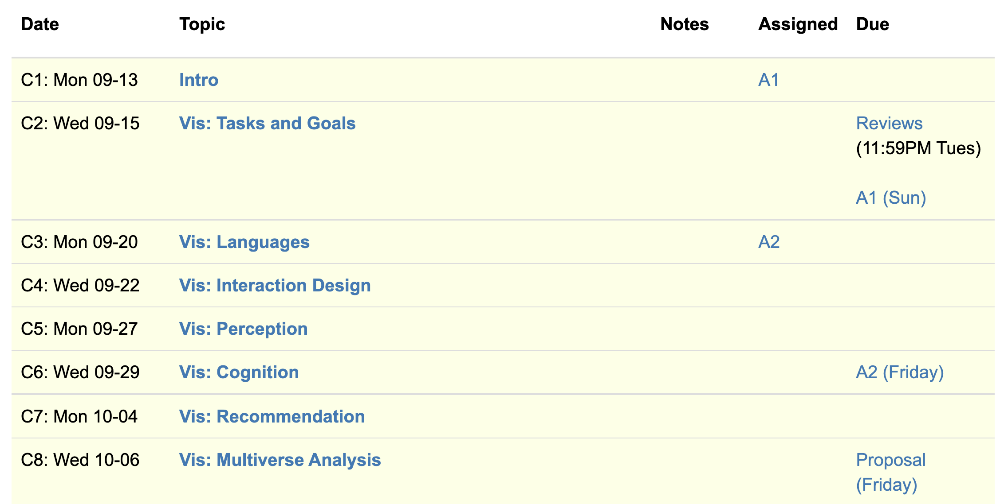 Date Topic Notes Assigned Due
C1: Mon 09-13 Intro A1
C2: Wed 09-15 Vis: Tasks and Goals Reviews
(11:59PM Tues)
A1 (Sun)
C3: Mon 09-20 Vis: Languages A2
C4: Wed 09-22 Vis: Interaction Design
C5: Mon 09-27 Vis: Perception
C6: Wed 09-29 Vis: Cognition A2 (Friday)
C7: Mon 10-04 Vis: Recommendation
C8: Wed 10-06 Vis: Multiverse Analysis Proposal
(Friday)